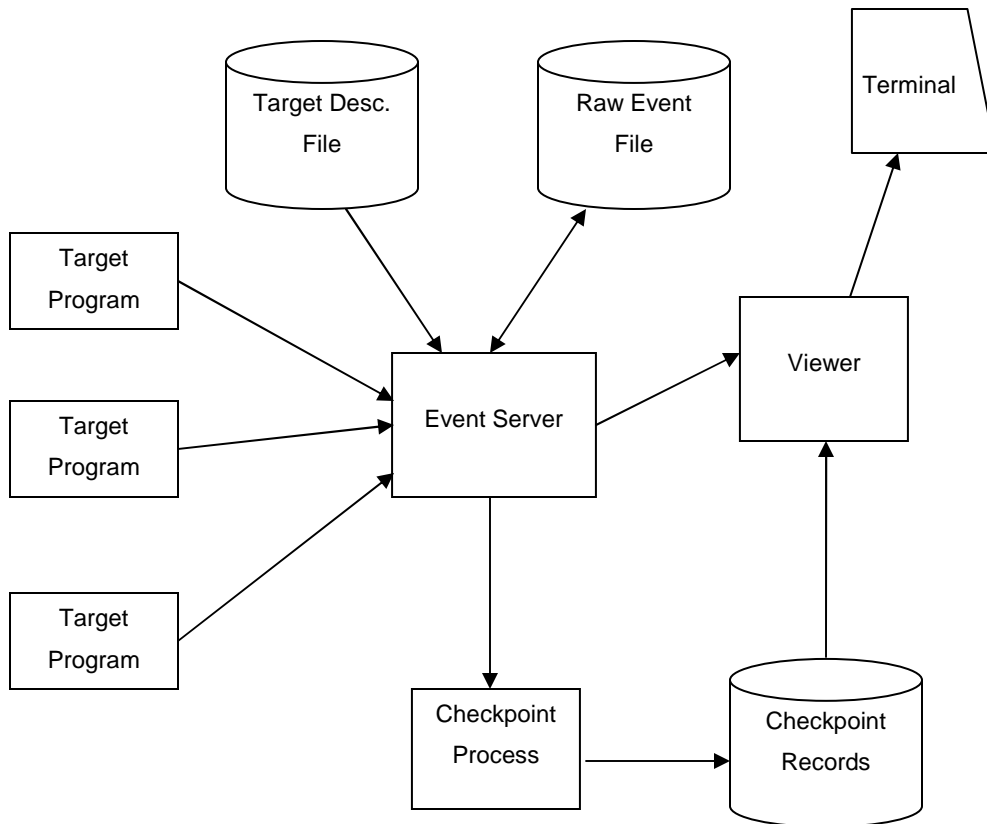 Target Desc.
File
Raw Event
File
Terminal
Target
Program
Event Server
Viewer
Target
Program
Target
Program
Checkpoint
Process
Checkpoint
Records